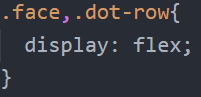 .face,.dot-row{
  display: flex;
}